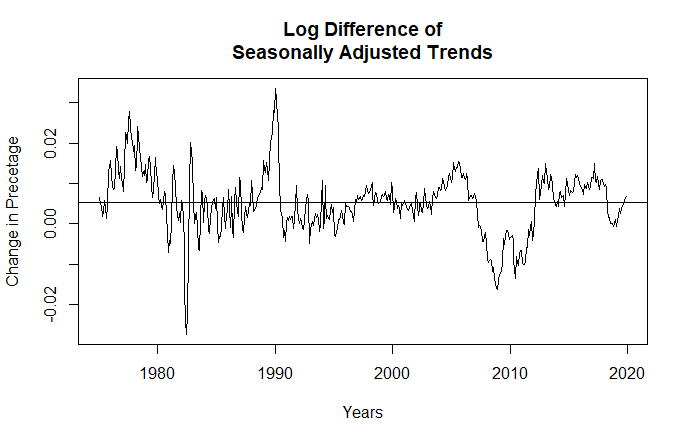 Log Difference of
Seasonally Adjusted Trends
Change in Precetage
0.02
0.00
-0.02
1980 1990 2000 2010 2020
Years